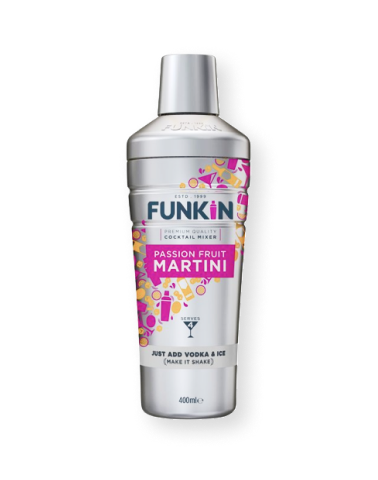 FUNKiN
ESTD 1999
FUNKiN
PREMIUM QUALITY
COCKTAIL MIXER
PASSION FRUIT
MARTINI
SERVES
4
JUST ADD VODKA & ICE
(MAKE IT SHAKE)
400ml e